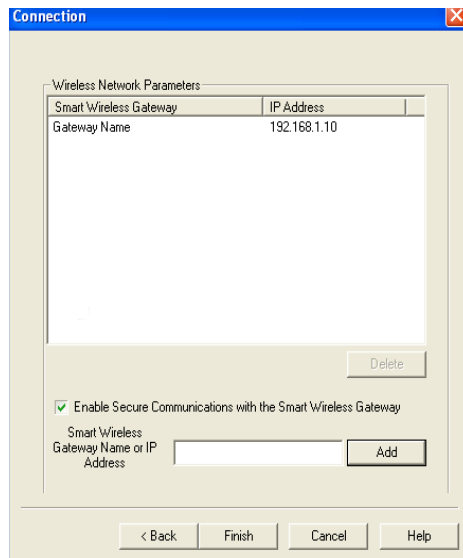 Connection
Wireless Network Parameters
Smart Wireless Gateway IP Address
Gateway Name 192.168.1.10
Delete
Enable Secure Communications with the Smart Wireless Gateway
Smart Wireless
Gateway Name or IP
Address
Add
< Back Finish Cancel Help